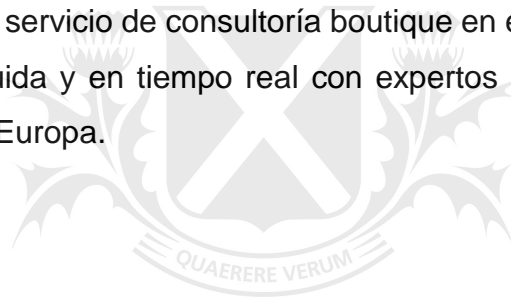 servicio de consultoría boutique en
uida y en tiempo real con expertos
Europa.
QUAERERE VERUM